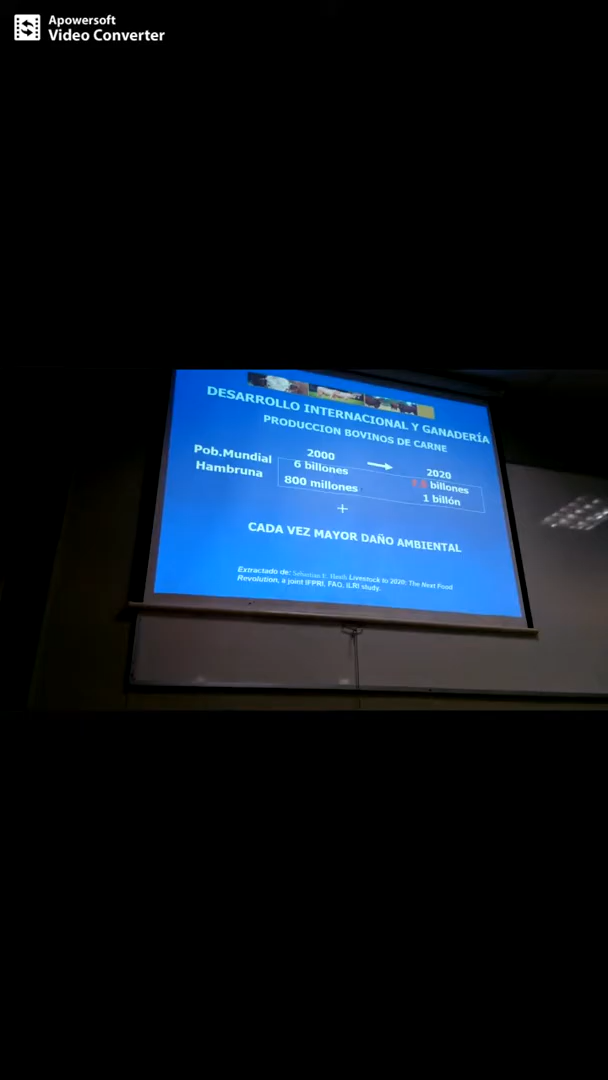 Apowersoft
Video Converter
DESARROLLO INTERNACIONAL Y GANADERÍA
PRODUCCION BOVINOS DE CARNE
2000 2020
Pob.Mundial 6 billones billones
Hambruna 800 millones 1 billón
+
CADA VEZ MAYOR DAÑO AMBIENTAL
Extractado de: Sebastian E. Livestock to 2020: The Next Food
Revolution, a joint IFPRI, FAO, ILRI study.